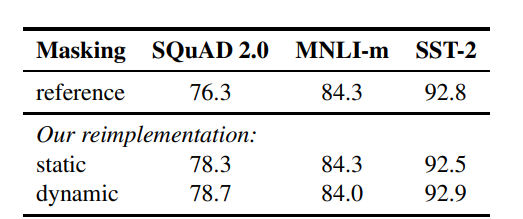 Masking SQuAD 2.0 MNLI-m SST-2
reference 76.3 84.3 92.8
Our reimplementation:
static 78.3 84.3 92.5
dynamic 78.7 84.0 92.9